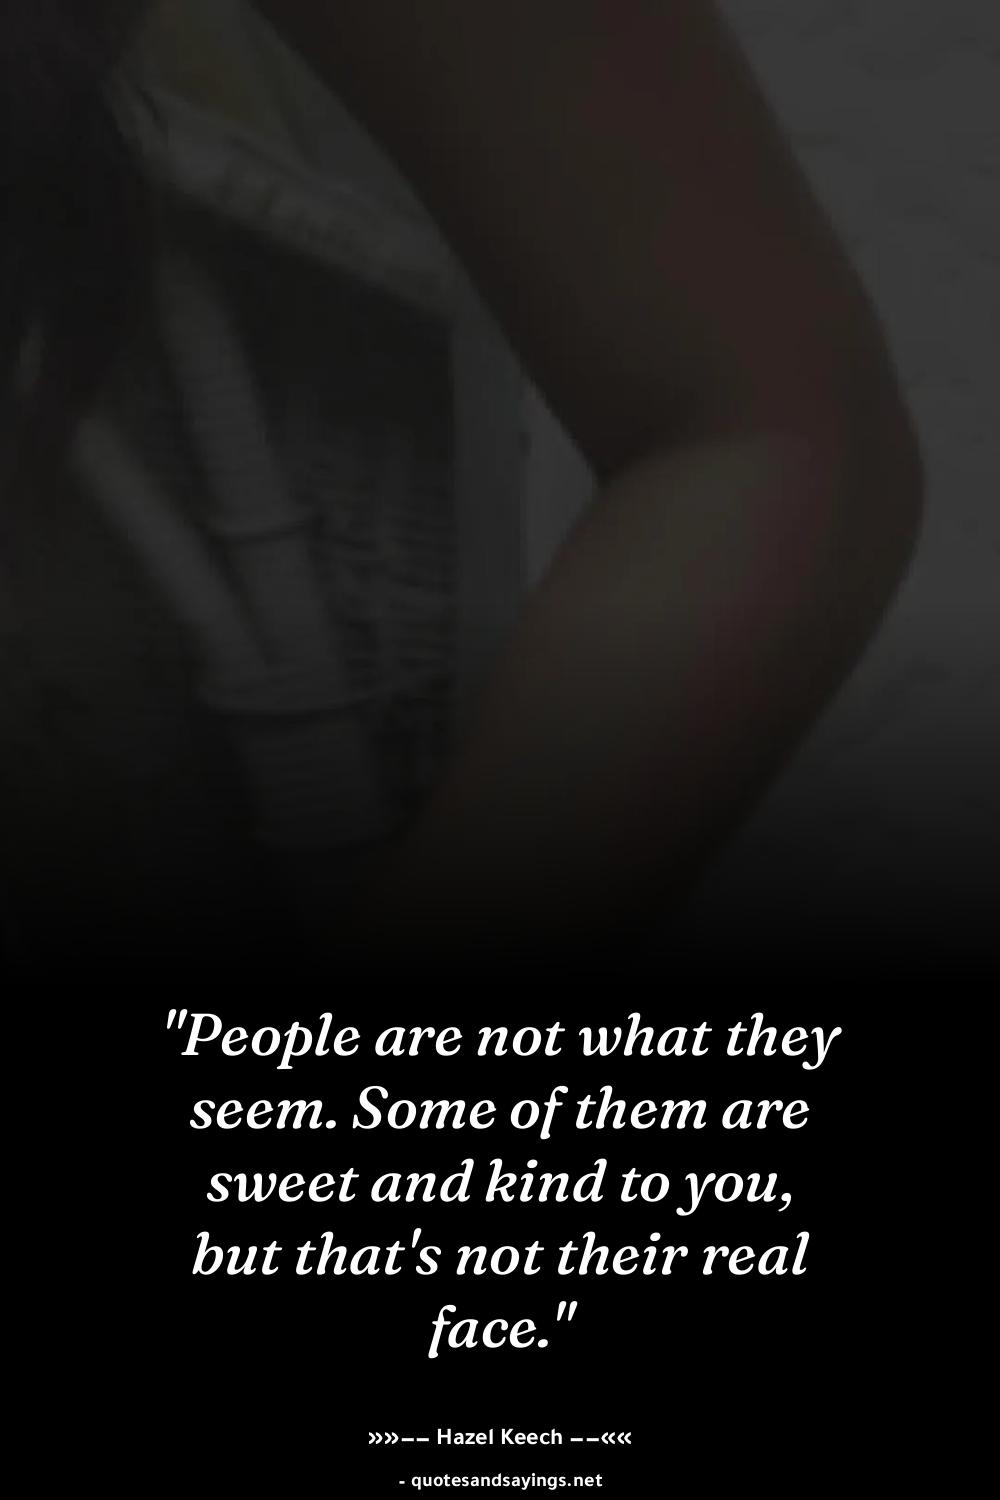 "People are not what they
seem. Some of them are
sweet and kind to you,
but that's not their real
face."
»»−− Hazel Keech −−««
- quotesandsayings.net